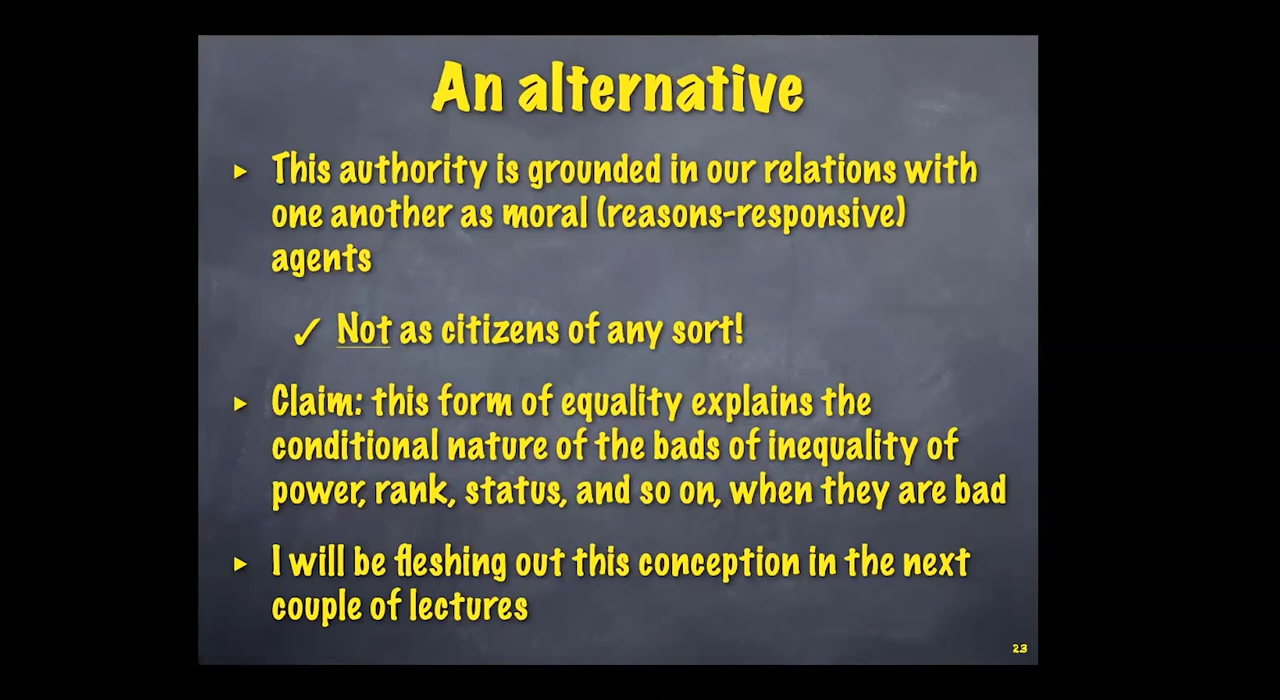 An alternative
▸ This authority is grounded in our relations with
one another as moral (reasons-responsive)
agents
✓ Not as citizens of any sort!
▸ Claim: this form of equality explains the
conditional nature of the bads of inequality of
power, rank, status, and so on, when they are bad
▸ I will be fleshing out this conception in the next
couple of lectures
23